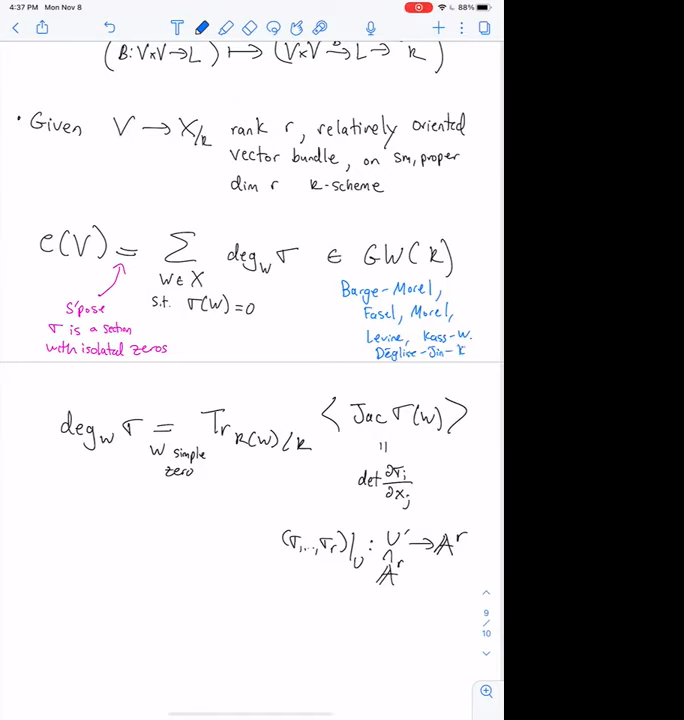 4:37 PM Mon Nov 8
88%
(B: V×V→L) ⟼ (V×V →^B L → k)
• Given V → X/k rank r, relatively oriented
vector bundle, on sm, proper
dim r k-scheme
e(V) = Σ deg_W σ ∈ GW(k)
W ∈ X
s.t. σ(W)=0
S'pose
σ is a section
with isolated zeros
Barge-Morel,
Fasel, Morel,
Levine, Kass-W.
Déglise-Jin-K
deg_W σ = Tr_{k(W)/k} ⟨Jac σ(W)⟩
W simple
zero
=
det ∂σ_i/∂x_j
(σ_1,...,σ_r)|_U : U → A^r
∩
A^r
9
/
10